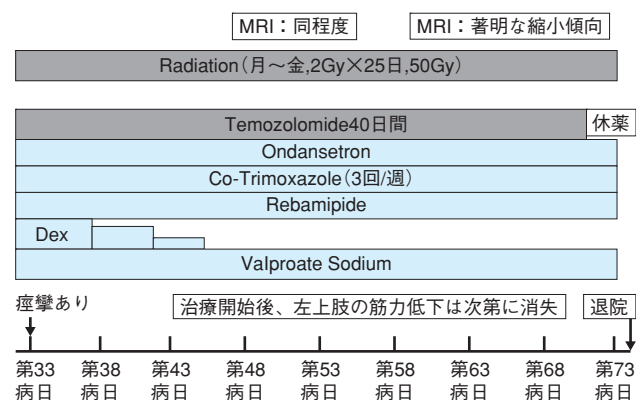 MRI：同程度 MRI：著明な縮小傾向
Radiation（月～金,2Gy×25日,50Gy）
Temozolomide40日間 休薬
Ondansetron
Co-Trimoxazole（3回/週）
Rebamipide
Dex
Valproate Sodium
痙攣あり 治療開始後、左上肢の筋力低下は次第に消失 退院
第33 第38 第43 第48 第53 第58 第63 第68 第73
病日 病日 病日 病日 病日 病日 病日 病日 病日